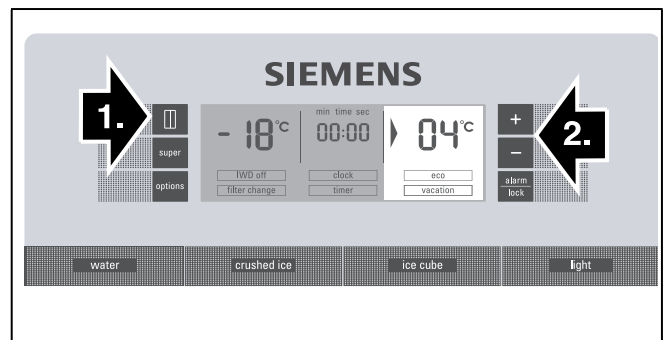 SIEMENS
1.
super
options
- 18°C
min time sec
00:00
04°C
IWD off
clock
eco
filter change
timer
vacation
+
2.
−
alarm
lock
water
crushed ice
ice cube
light